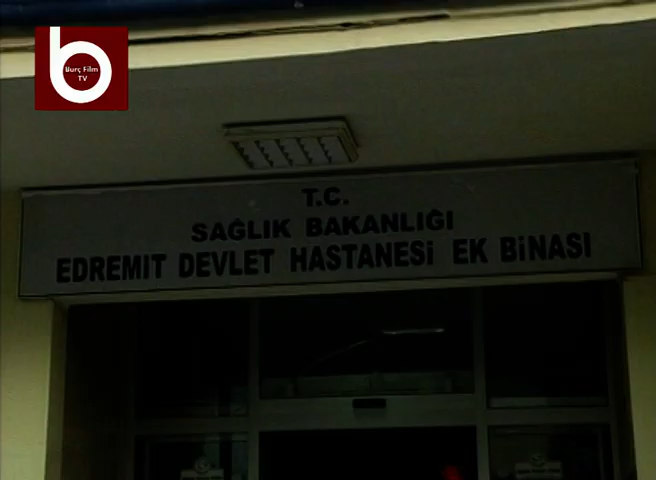 b
Burç Film
TV
T.C.
SAĞLIK BAKANLIĞI
EDREMIT DEVLET HASTANESİ EK BİNASI